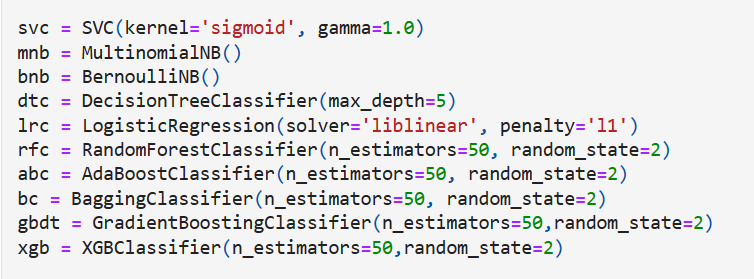 svc = SVC(kernel='sigmoid', gamma=1.0)
mnb = MultinomialNB()
bnb = BernoulliNB()
dtc = DecisionTreeClassifier(max_depth=5)
lrc = LogisticRegression(solver='liblinear', penalty='l1')
rfc = RandomForestClassifier(n_estimators=50, random_state=2)
abc = AdaBoostClassifier(n_estimators=50, random_state=2)
bc = BaggingClassifier(n_estimators=50, random_state=2)
gbdt = GradientBoostingClassifier(n_estimators=50,random_state=2)
xgb = XGBClassifier(n_estimators=50,random_state=2)